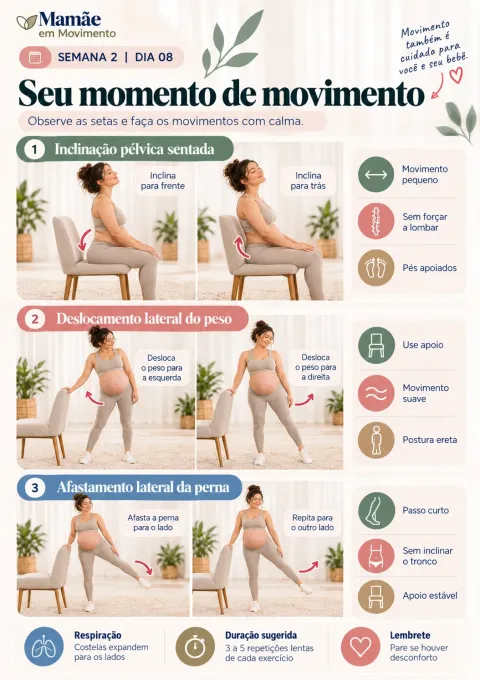 Mamãe
em Movimento
Movimento
também é
cuidado para
você e seu bebê.
SEMANA 2 | DIA 08
Seu momento de movimento
Observe as setas e faça os movimentos com calma.
1 Inclinação pélvica sentada
Inclina
para frente
Inclina
para trás
Movimento
pequeno
Sem forçar
a lombar
Pés apoiados
2 Deslocamento lateral do peso
Desloca
o peso para
a esquerda
Desloca
o peso para
a direita
Use apoio
Movimento
suave
Postura ereta
3 Afastamento lateral da perna
Afasta a perna
para o lado
Repita para
o outro lado
Passo curto
Sem inclinar
o tronco
Apoio estável
Respiração
Costelas expandem
para os lados
Duração sugerida
3 a 5 repetições lentas
de cada exercício
Lembrete
Pare se houver
desconforto